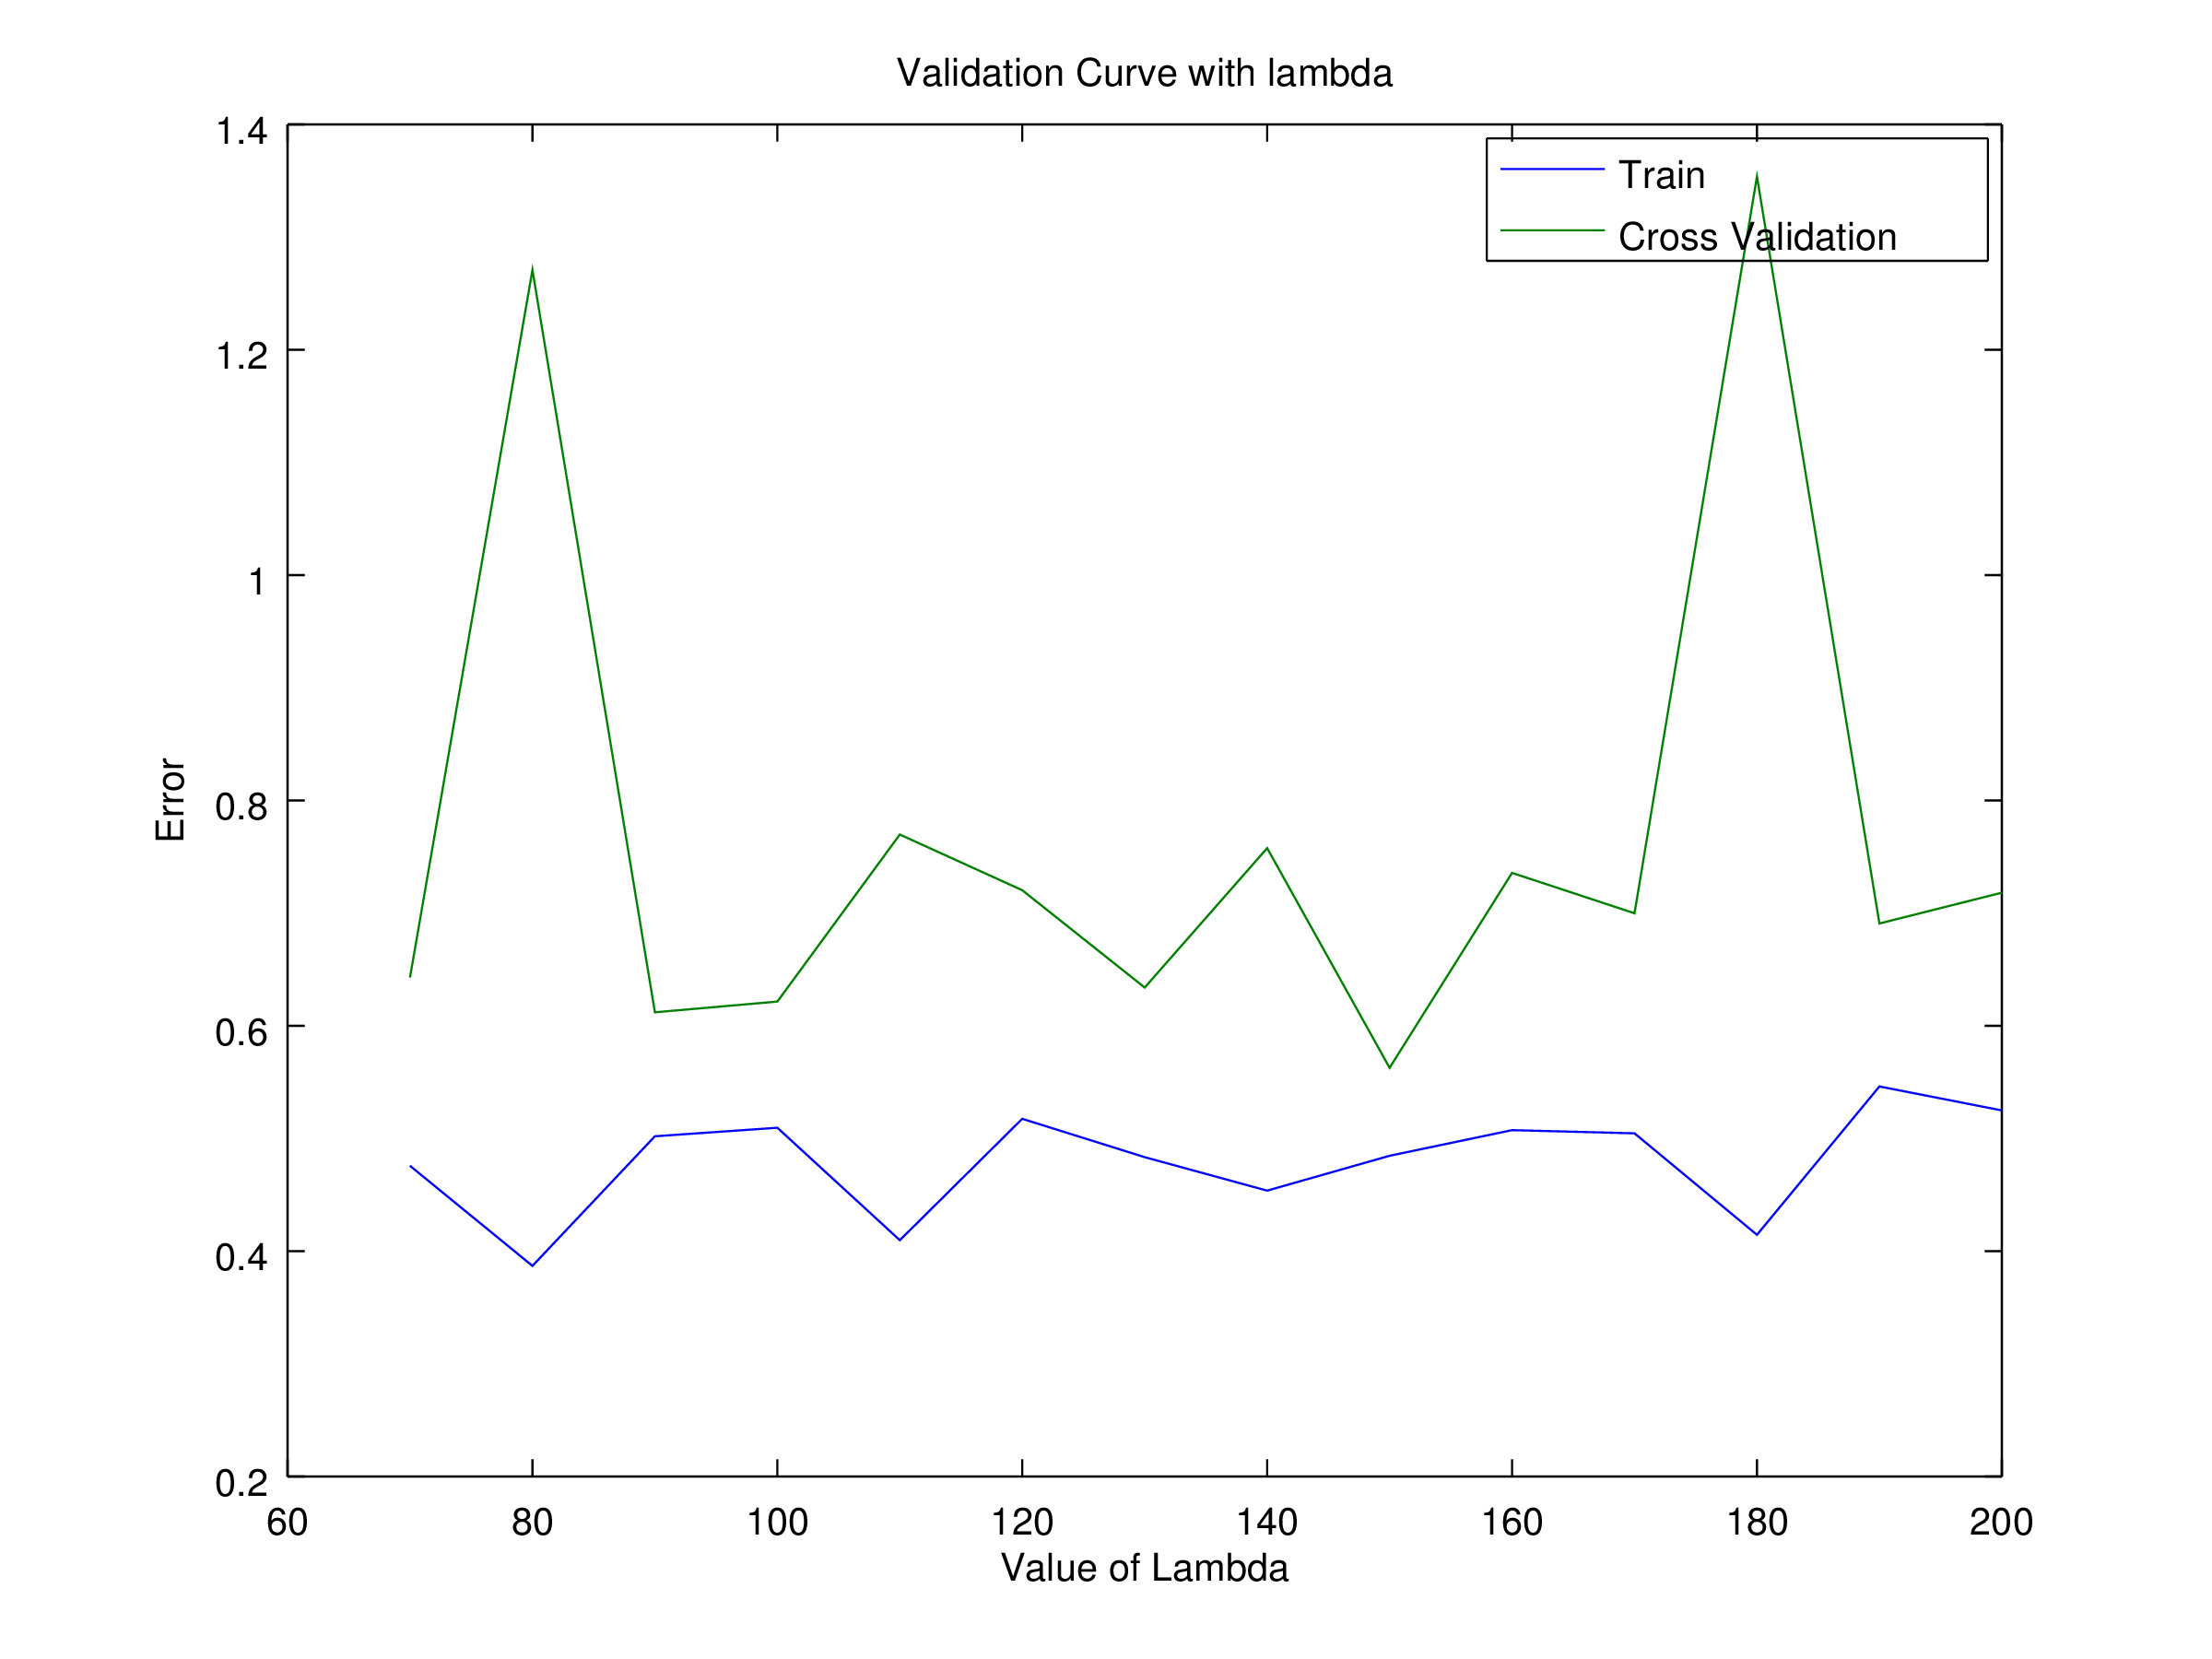 Validation Curve with lambda
1.4
1.2
1
0.8
0.6
0.4
0.2
Error
Train
Cross Validation
60 80 100 120 140 160 180 200
Value of Lambda